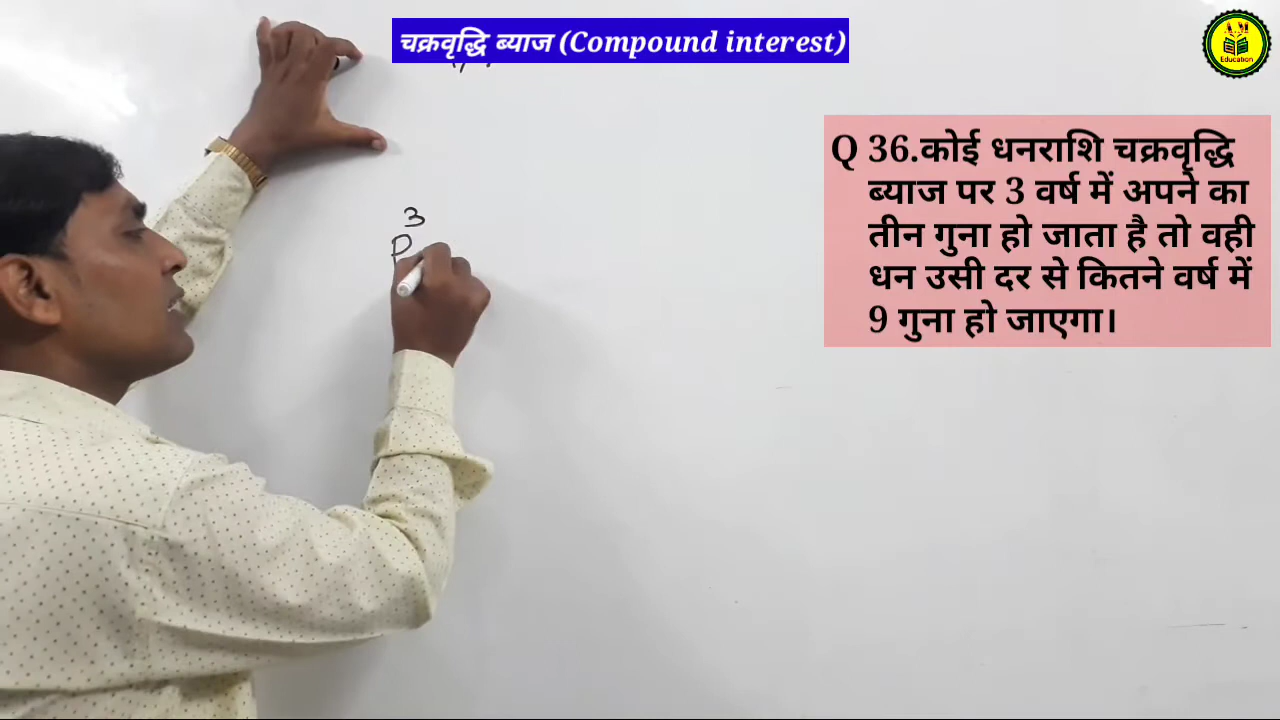 चक्रवृद्धि ब्याज (Compound interest)
Education
Q 36.कोई धनराशि चक्रवृद्धि
ब्याज पर 3 वर्ष में अपने का
तीन गुना हो जाता है तो वही
धन उसी दर से कितने वर्ष में
9 गुना हो जाएगा।
3
P